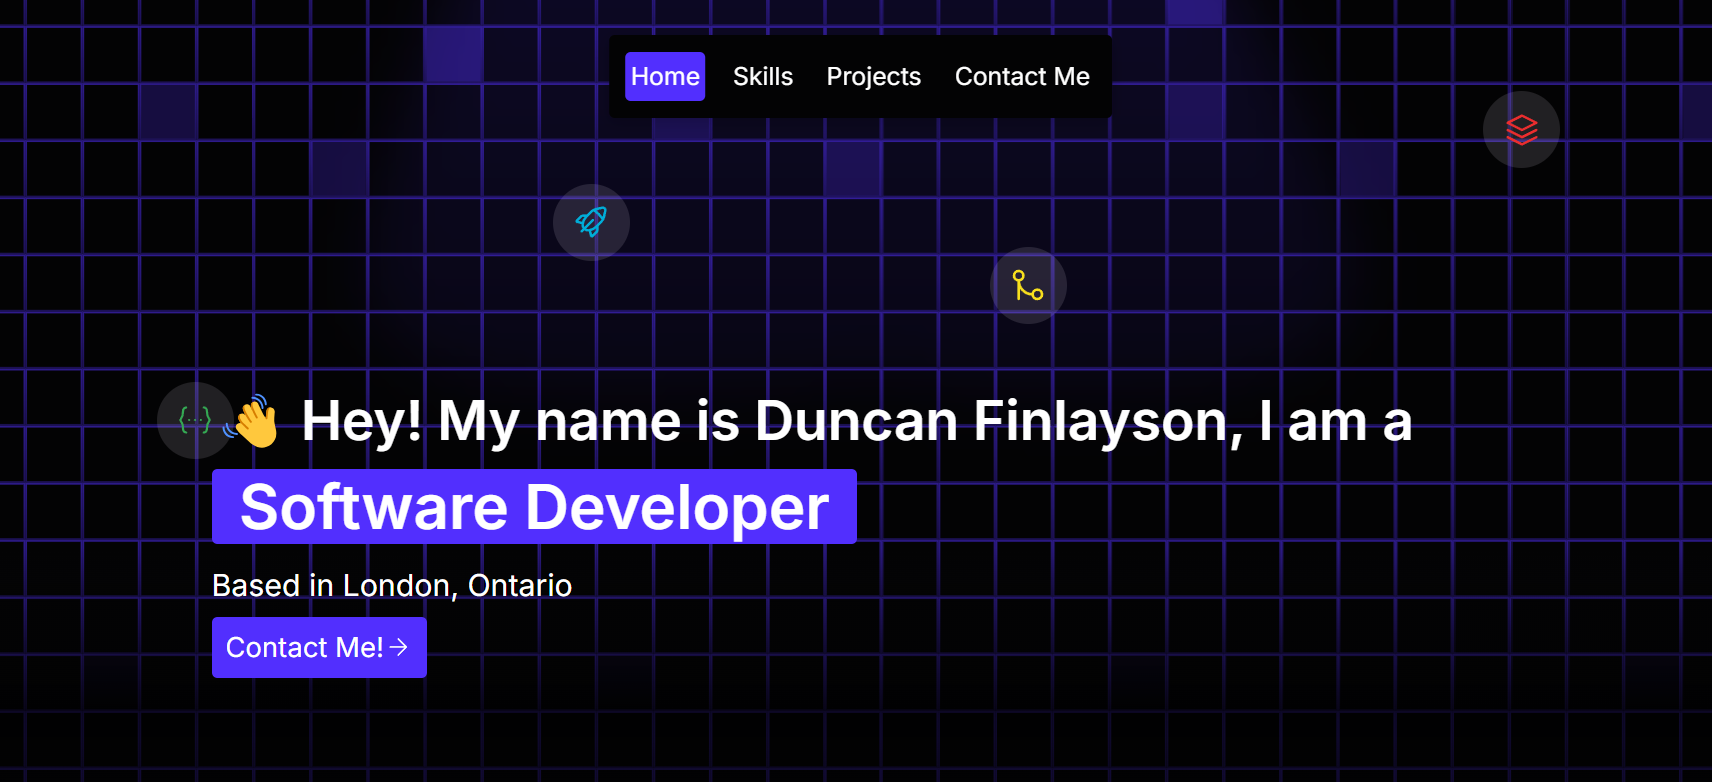 Home Skills Projects Contact Me
👋 Hey! My name is Duncan Finlayson, I am a
Software Developer
Based in London, Ontario
Contact Me!→